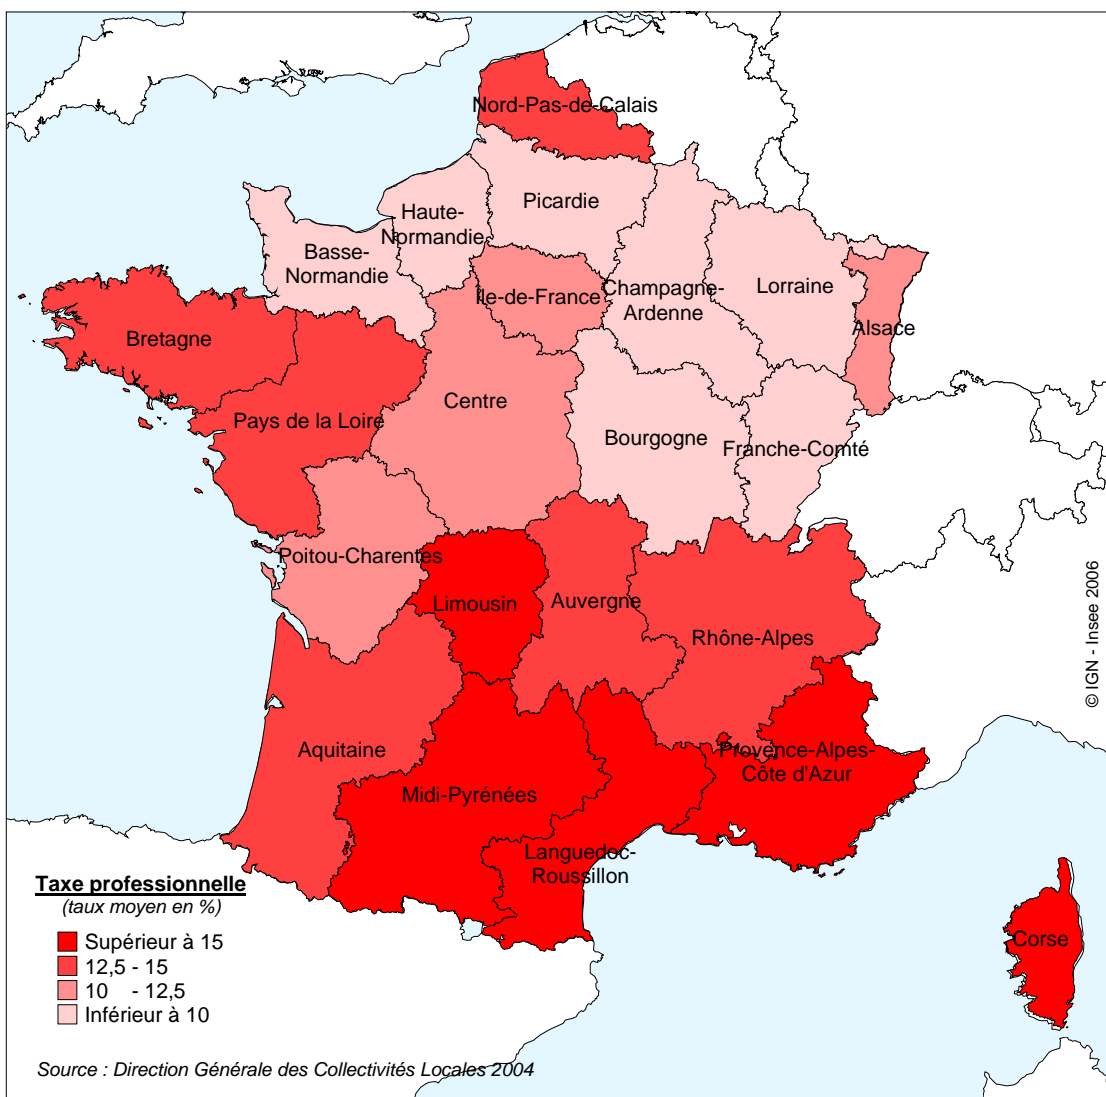 Nord-Pas-de-Calais
Picardie
Haute-
Normandie
Basse-
Normandie
Île-de-France
Champagne-
Ardenne
Lorraine
Alsace
Bretagne
Pays de la Loire
Centre
Bourgogne
Franche-Comté
Poitou-Charentes
Limousin
Auvergne
Rhône-Alpes
Aquitaine
Midi-Pyrénées
Provence-Alpes-
Côte d'Azur
Languedoc-
Roussillon
Corse
© IGN - Insee 2006
Taxe professionnelle
(taux moyen en %)
Supérieur à 15
12,5 - 15
10 - 12,5
Inférieur à 10
Source : Direction Générale des Collectivités Locales 2004